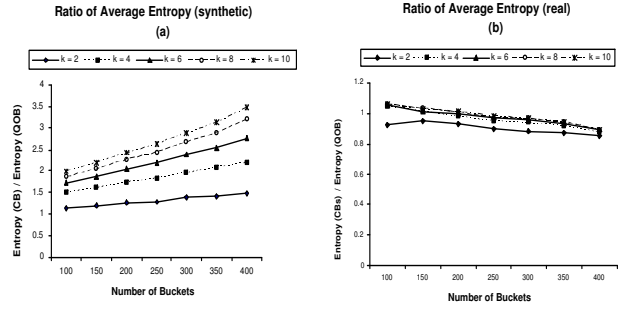 Ratio of Average Entropy (synthetic)
(a)
k = 2 k = 4 k = 6 k = 8 k = 10
Entropy (CB) / Entropy (QOB)
4
3.5
3
2.5
2
1.5
1
0.5
0
100 150 200 250 300 350 400
Number of Buckets
Ratio of Average Entropy (real)
(b)
k = 2 k = 4 k = 6 k = 8 k = 10
Entropy (CBs) / Entropy (QOB)
1.2
1
0.8
0.6
0.4
0.2
0
100 150 200 250 300 350 400
Number of Buckets